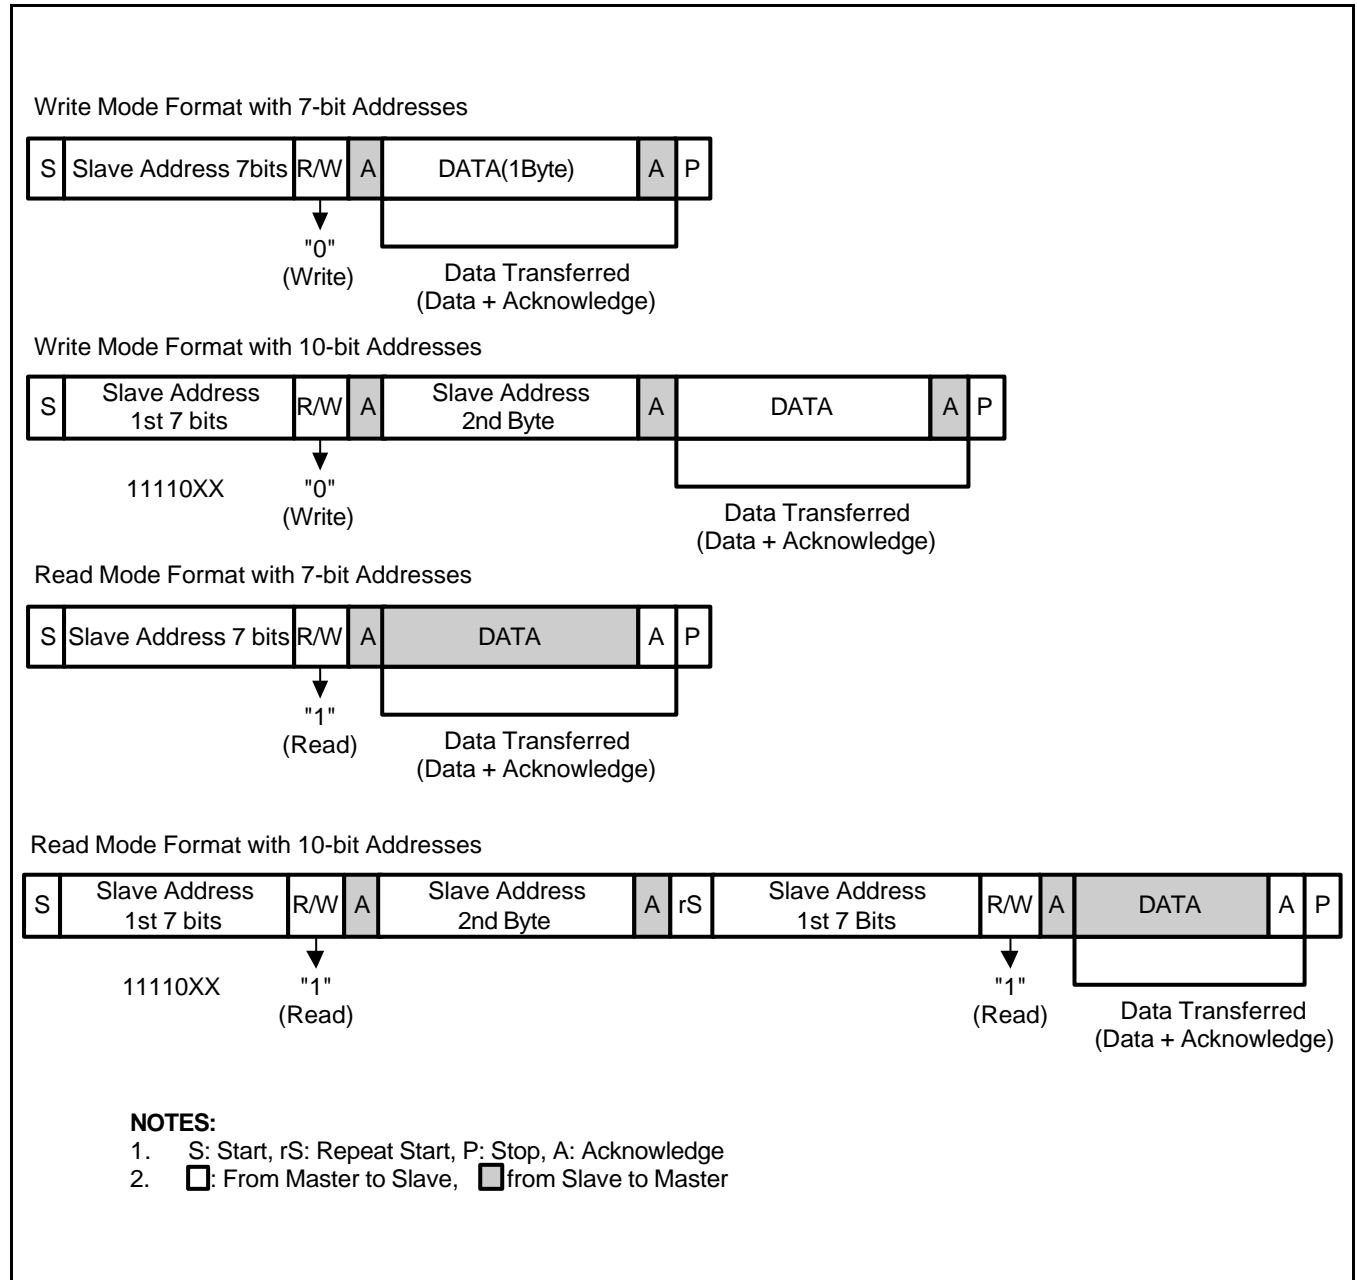 Write Mode Format with 7-bit Addresses
S Slave Address 7bits R/W A DATA(1Byte) A P
"0"
(Write)
Data Transferred
(Data + Acknowledge)
Write Mode Format with 10-bit Addresses
S Slave Address 1st 7 bits R/W A Slave Address 2nd Byte A DATA A P
11110XX
"0"
(Write)
Data Transferred
(Data + Acknowledge)
Read Mode Format with 7-bit Addresses
S Slave Address 7 bits R/W A DATA A P
"1"
(Read)
Data Transferred
(Data + Acknowledge)
Read Mode Format with 10-bit Addresses
S Slave Address 1st 7 bits R/W A Slave Address 2nd Byte A rS Slave Address 1st 7 Bits R/W A DATA A P
11110XX
"1"
(Read)
"1"
(Read)
Data Transferred
(Data + Acknowledge)
NOTES:
1. S: Start, rS: Repeat Start, P: Stop, A: Acknowledge
2. : From Master to Slave, from Slave to Master